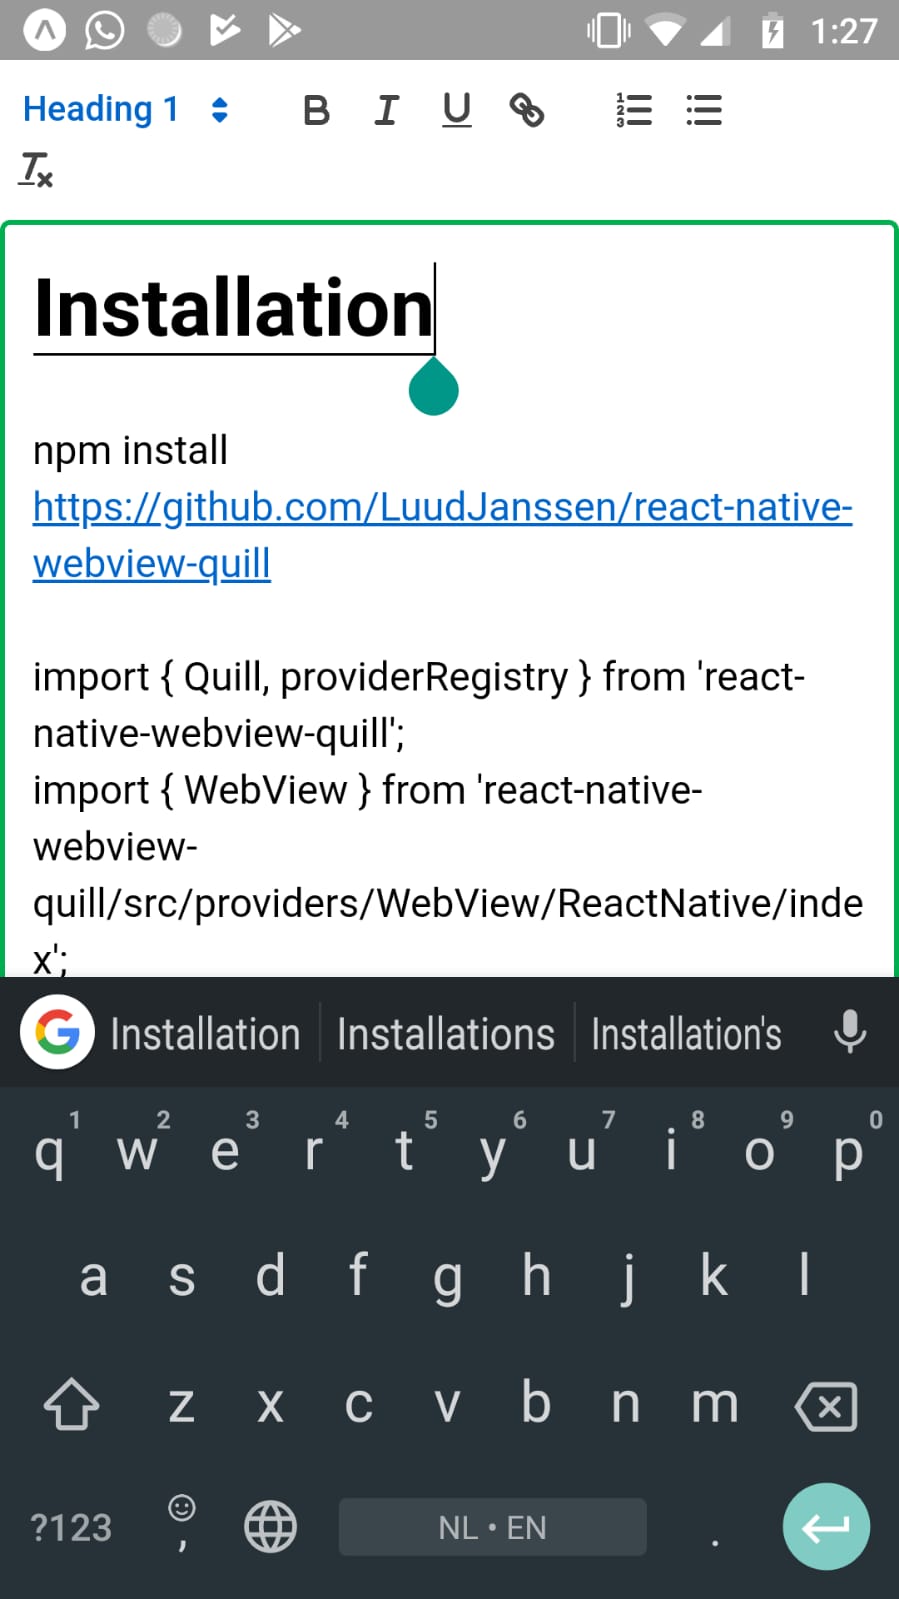 1:27
Heading 1 B I U
Tx
Installation
npm install
https://github.com/LuudJanssen/react-native-
webview-quill
import { Quill, providerRegistry } from 'react-
native-webview-quill';
import { WebView } from 'react-native-
webview-
quill/src/providers/WebView/ReactNative/inde
x';
G Installation Installations Installation's
1 2 3 4 5 6 7 8 9 0
q w e r t y u i o p
a s d f g h j k l
z x c v b n m
?123 , NL • EN .